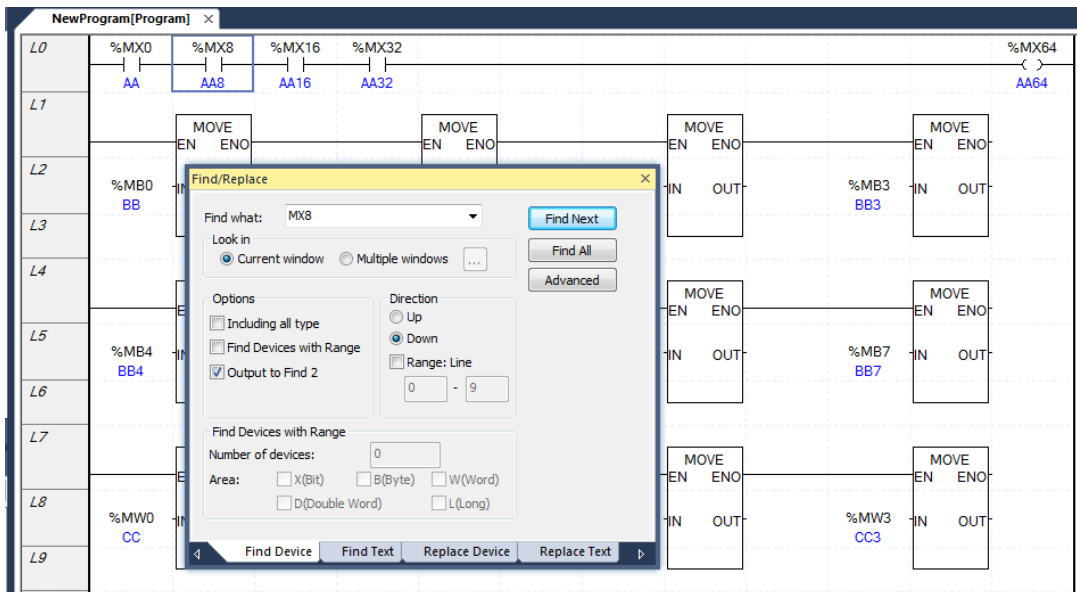 NewProgram[Program] ×
L0 %MX0 %MX8 %MX16 %MX32 %MX64
AA AA8 AA16 AA32 AA64
L1
MOVE MOVE MOVE MOVE
EN ENO EN ENO EN ENO EN ENO
L2
%MB0 IN OUT %MB3 IN OUT
BB BB3
L3
L4
MOVE MOVE
EN ENO EN ENO
L5
%MB4 IN OUT %MB7 IN OUT
BB4 BB7
L6
L7
MOVE MOVE
EN ENO EN ENO
L8
%MW0 IN OUT %MW3 IN OUT
CC CC3
L9
Find/Replace ×
Find what: MX8 Find Next
Look in Find All
Current window Multiple windows ...
Advanced
Options Direction
Including all type Up
Find Devices with Range Down
Output to Find 2 Range: Line
0 - 9
Find Devices with Range
Number of devices: 0
Area: X(Bit) B(Byte) W(Word)
D(Double Word) L(Long)
Find Device Find Text Replace Device Replace Text